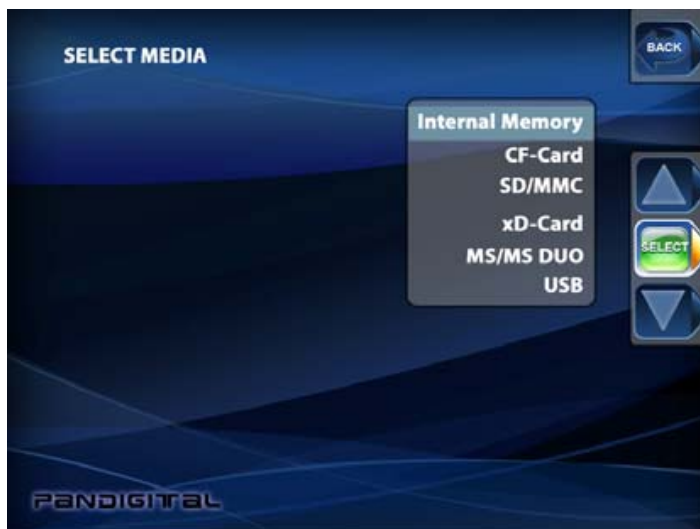 SELECT MEDIA
BACK
Internal Memory
CF-Card
SD/MMC
xD-Card
SELECT
MS/MS DUO
USB
PANDIGITAL